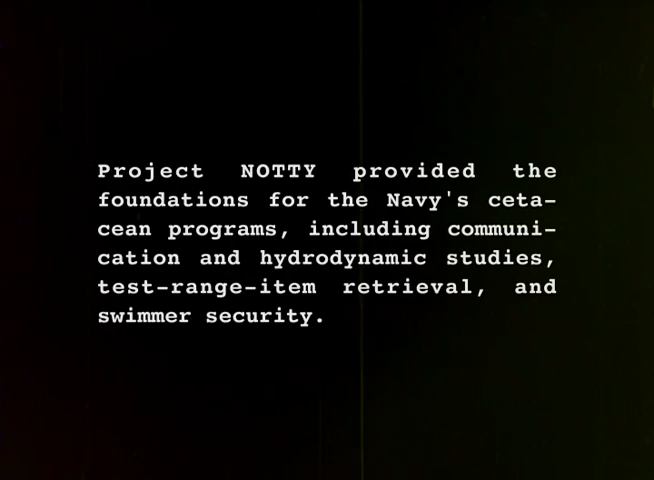 Project NOTTY provided the
foundations for the Navy's ceta-
cean programs, including communi-
cation and hydrodynamic studies,
test-range-item retrieval, and
swimmer security.